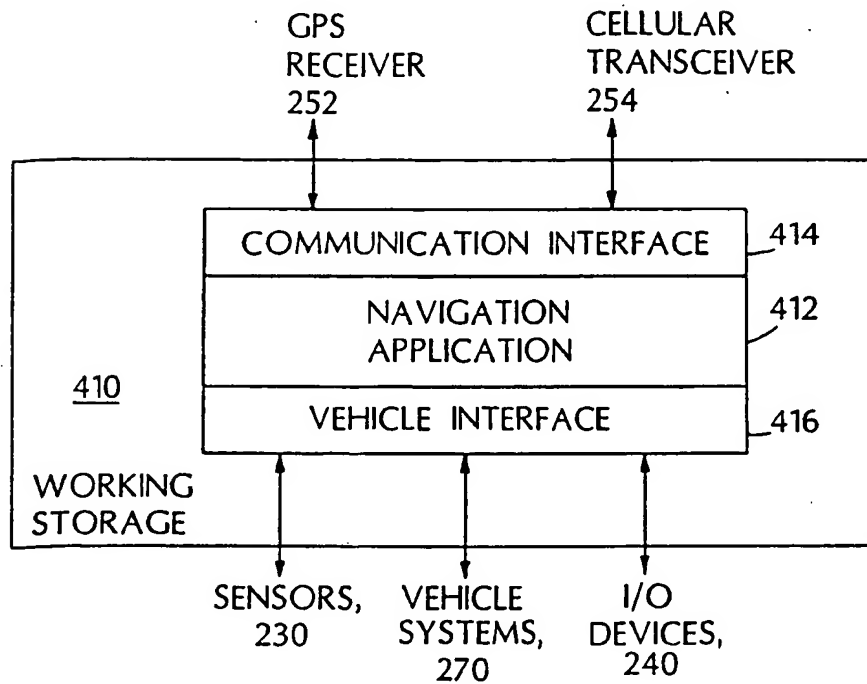 GPS
RECEIVER
252
CELLULAR
TRANSCEIVER
254
COMMUNICATION INTERFACE
414
NAVIGATION
APPLICATION
412
410
VEHICLE INTERFACE
416
WORKING
STORAGE
SENSORS,
230
VEHICLE
SYSTEMS,
270
I/O
DEVICES,
240